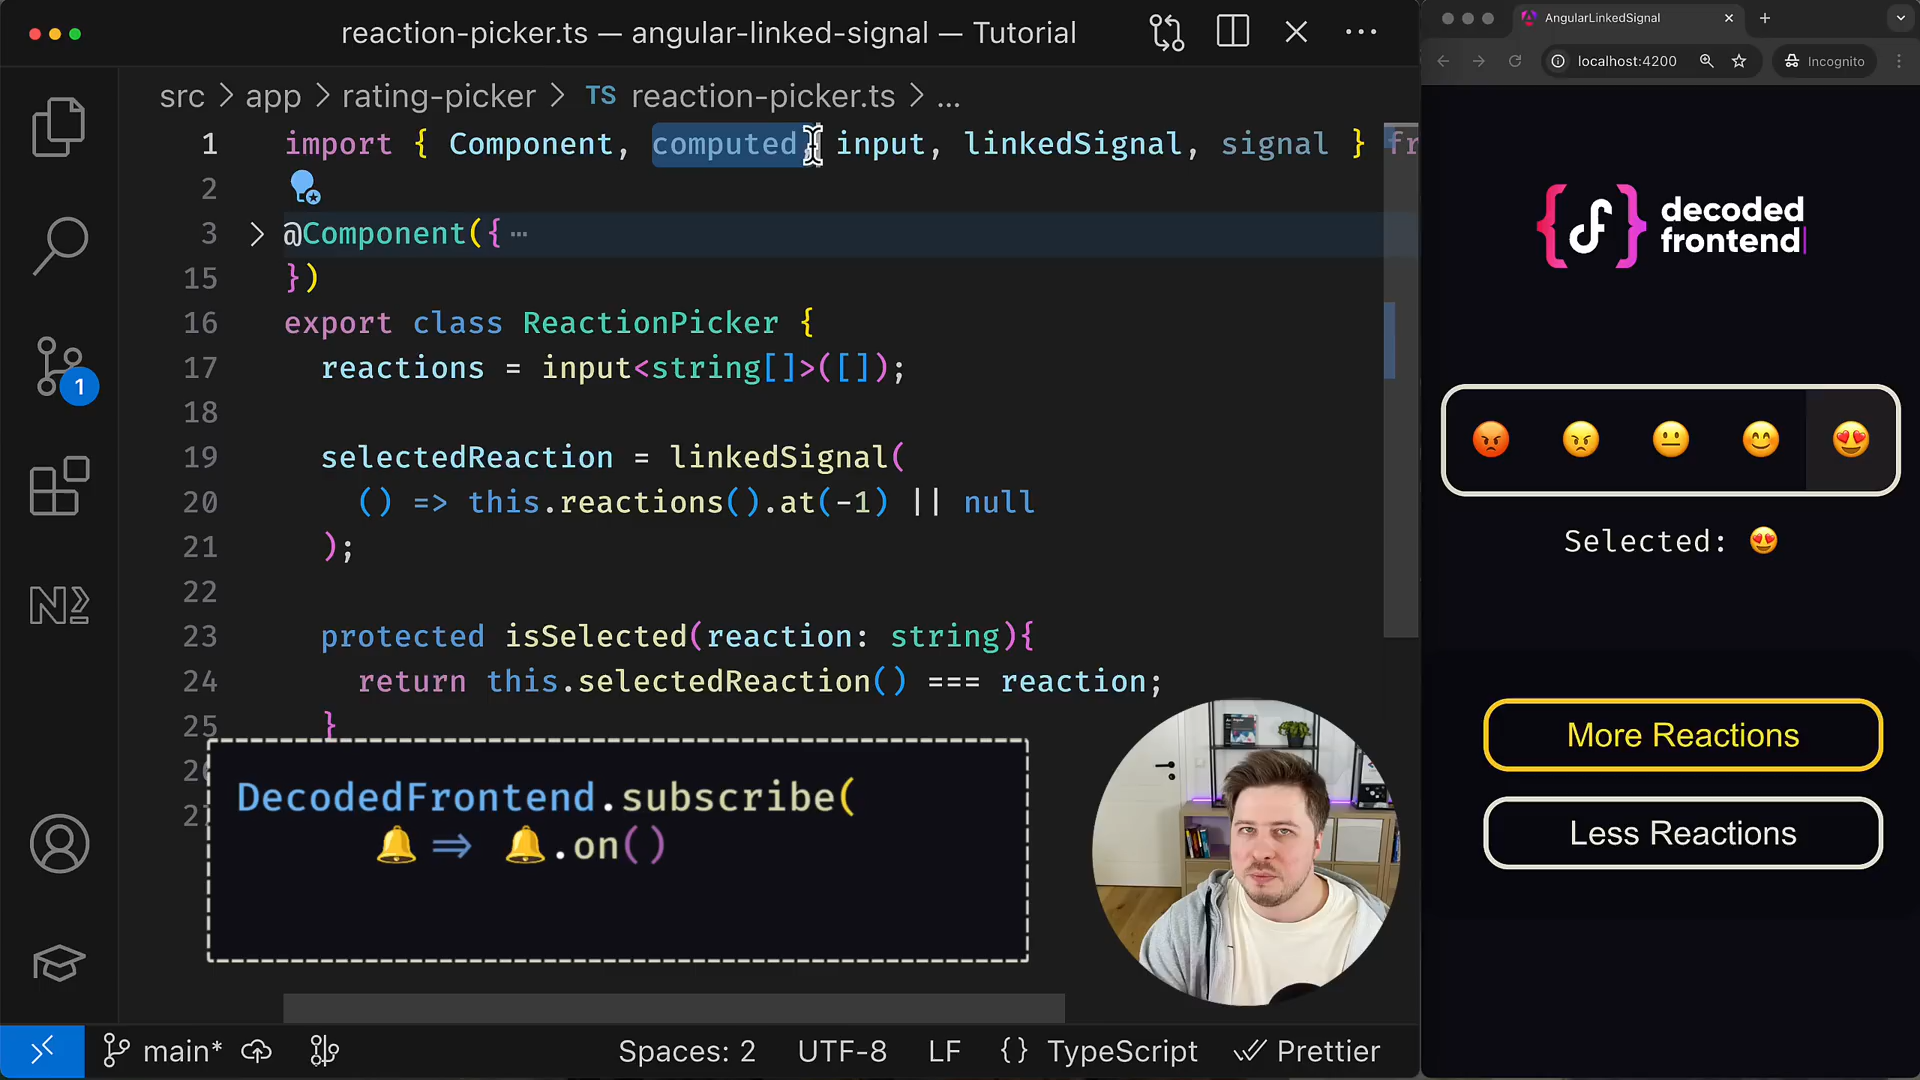 reaction-picker.ts — angular-linked-signal — Tutorial
src > app > rating-picker > TS reaction-picker.ts > ...
1 import { Component, computed, input, linkedSignal, signal } fr
2
3 @Component({ ⋯
15 })
16 export class ReactionPicker {
17 reactions = input<string[]>([]);
18
19 selectedReaction = linkedSignal(
20 () => this.reactions().at(-1) || null
21 );
22
23 protected isSelected(reaction: string){
24 return this.selectedReaction() === reaction;
25 }
DecodedFrontend.subscribe(
🔔 => 🔔.on()
1
main*
Spaces: 2
UTF-8
LF
{} TypeScript
Prettier
AngularLinkedSignal
localhost:4200
Incognito
decoded
frontend
Selected: 😍
More Reactions
Less Reactions